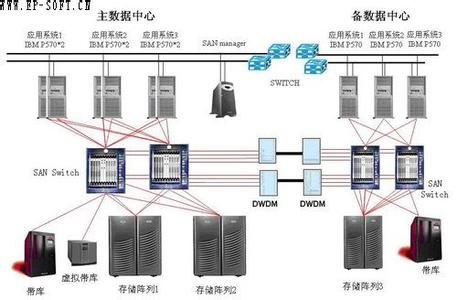 WWW.EP-SOFT.CN
主数据中心
备数据中心
应用系统1
IBM P570*2
应用系统2
IBM P570*2
应用系统3
IBM P570*2
SAN manager
应用系统1
IBM P570
应用系统2
IBM P570
应用系统3
IBM P570
SWITCH
SAN Switch
DWDM
DWDM
SAN
Switch
带库
虚拟带库
存储阵列1
存储阵列2
存储阵列3
带库